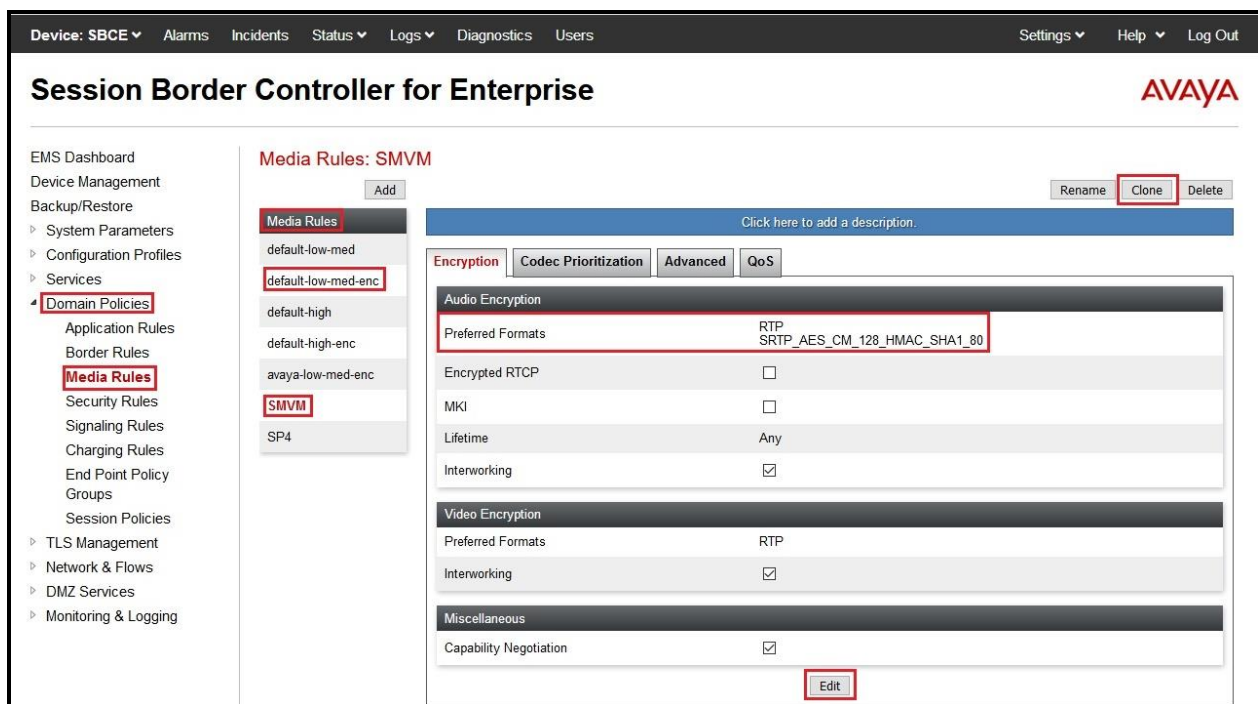 Device: SBCE Alarms Incidents Status Logs Diagnostics Users Settings Help Log Out
Session Border Controller for Enterprise
AVAYA
EMS Dashboard
Device Management
Backup/Restore
System Parameters
Configuration Profiles
Services
Domain Policies
Application Rules
Border Rules
Media Rules
Security Rules
Signaling Rules
Charging Rules
End Point Policy
Groups
Session Policies
TLS Management
Network & Flows
DMZ Services
Monitoring & Logging
Media Rules: SMVM
Add
Rename Clone Delete
Media Rules
default-low-med
default-low-med-enc
default-high
default-high-enc
avaya-low-med-enc
SMVM
SP4
Click here to add a description.
Encryption Codec Prioritization Advanced QoS
Audio Encryption
Preferred Formats RTP
SRTP_AES_CM_128_HMAC_SHA1_80
Encrypted RTCP
MKI
Lifetime Any
Interworking
Video Encryption
Preferred Formats RTP
Interworking
Miscellaneous
Capability Negotiation
Edit